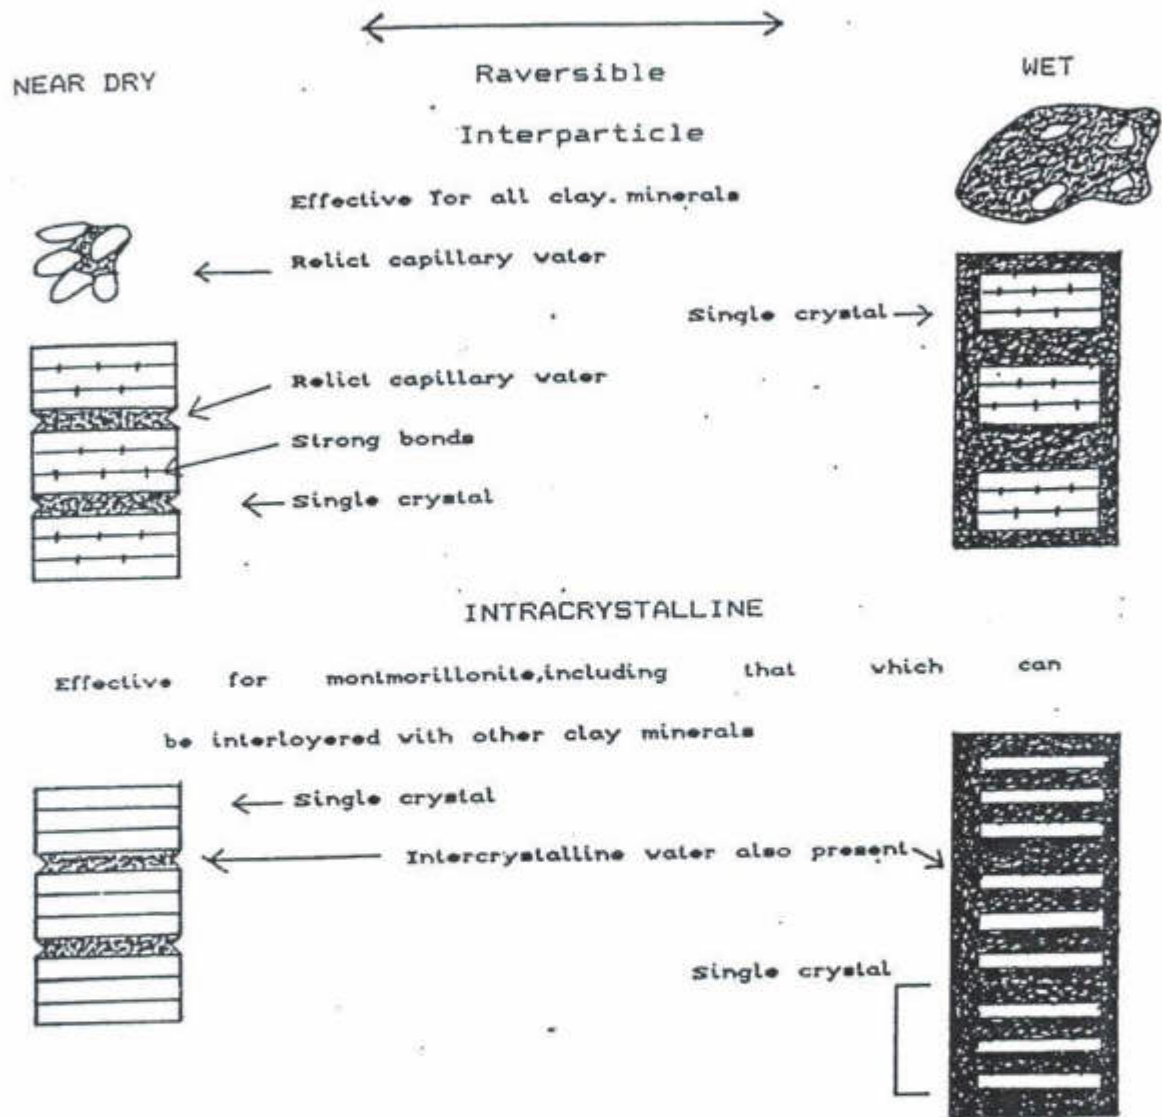 NEAR DRY
Raversible
WET
Interparticle
Effective for all clay. minerals
Relict capillary water
Single crystal
Relict capillary water
Strong bonds
Single crystal
INTRACRYSTALLINE
Effective for montmorillonite,including that which can
be interloyered with other clay minerals
Single crystal
Intercrystalline water also present
Single crystal